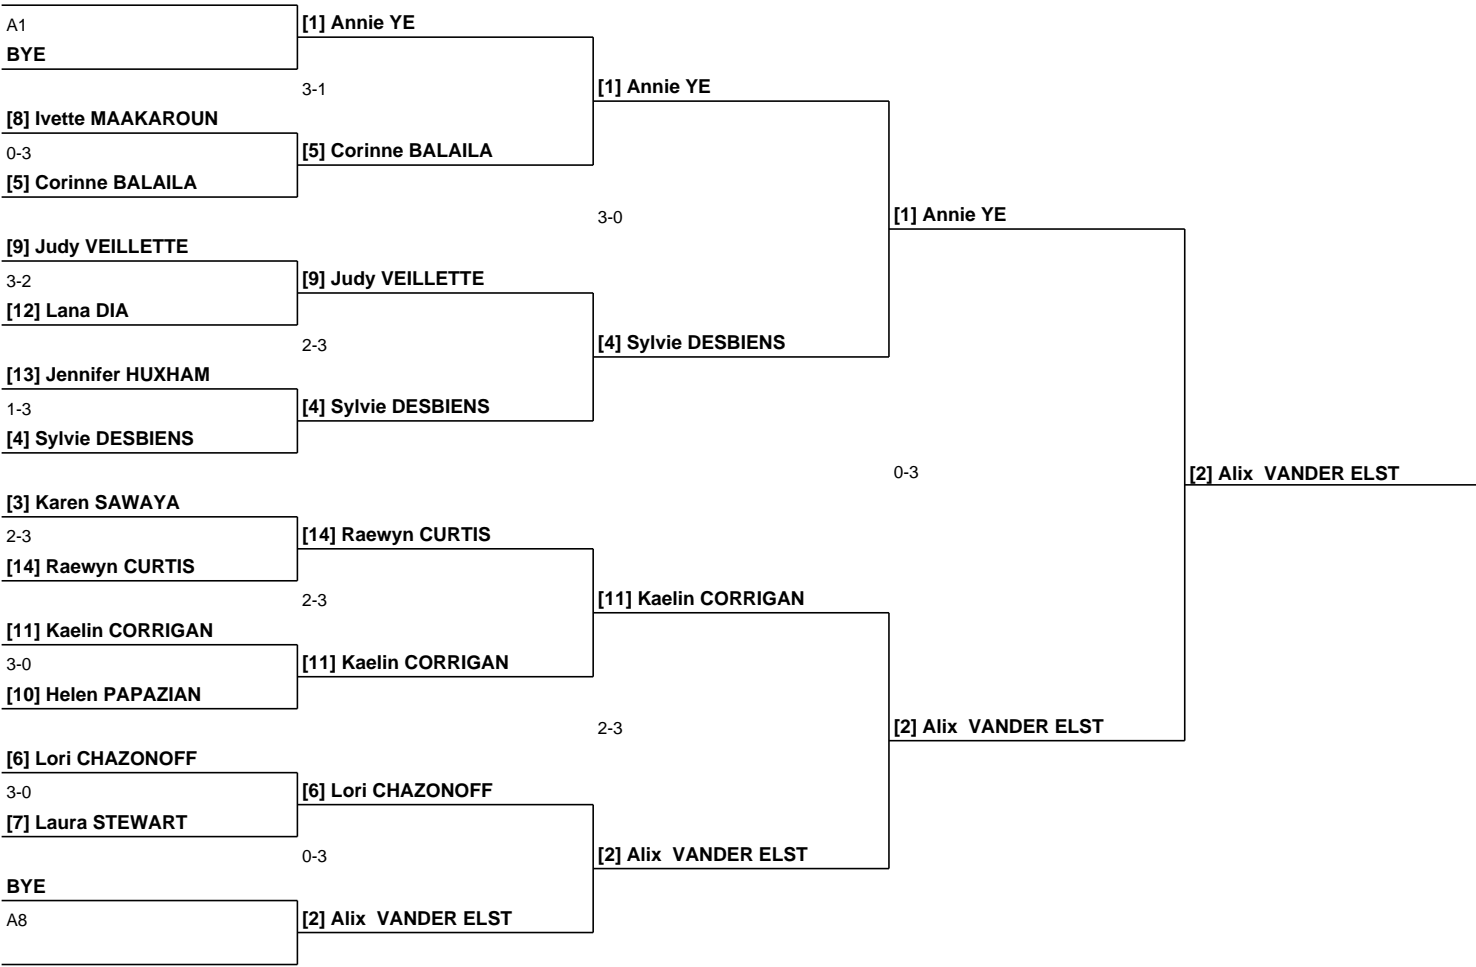 A1
BYE
[8] Ivette MAAKAROUN
0-3
[5] Corinne BALAILA
[9] Judy VEILLETTE
3-2
[12] Lana DIA
[13] Jennifer HUXHAM
1-3
[4] Sylvie DESBIENS
[3] Karen SAWAYA
2-3
[14] Raewyn CURTIS
[11] Kaelin CORRIGAN
3-0
[10] Helen PAPAZIAN
[6] Lori CHAZONOFF
3-0
[7] Laura STEWART
BYE
A8
[1] Annie YE
3-1
[5] Corinne BALAILA
[9] Judy VEILLETTE
2-3
[4] Sylvie DESBIENS
[14] Raewyn CURTIS
2-3
[11] Kaelin CORRIGAN
[6] Lori CHAZONOFF
0-3
[2] Alix  VANDER ELST
[1] Annie YE
3-0
[4] Sylvie DESBIENS
[11] Kaelin CORRIGAN
2-3
[2] Alix  VANDER ELST
[1] Annie YE
0-3
[2] Alix  VANDER ELST
[2] Alix  VANDER ELST